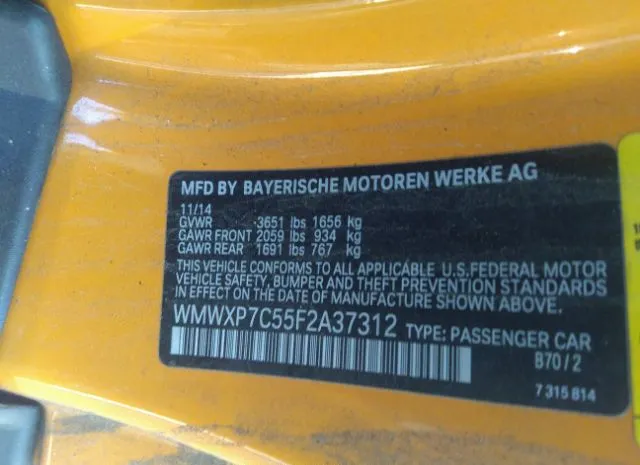 MFD BY BAYERISCHE MOTOREN WERKE AG
11/14
GVWR 3651 lbs 1656 kg
GAWR FRONT 2059 lbs 934 kg
GAWR REAR 1691 lbs 767 kg
THIS VEHICLE CONFORMS TO ALL APPLICABLE U.S.FEDERAL MOTOR
VEHICLE SAFETY, BUMPER AND THEFT PREVENTION STANDARDS
IN EFFECT ON THE DATE OF MANUFACTURE SHOWN ABOVE.
WMWXP7C55F2A37312 TYPE: PASSENGER CAR
B70/2
7 315 814